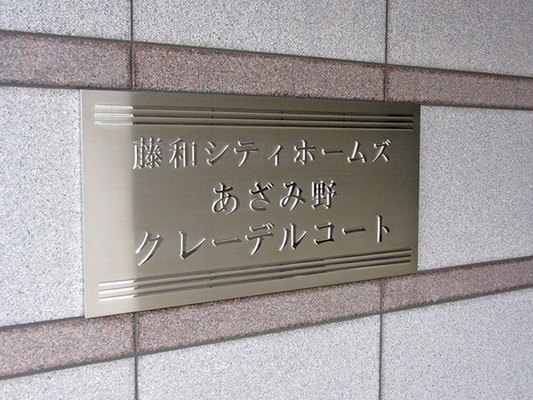 藤和シティホームズ
あざみ野
クレーデルコート